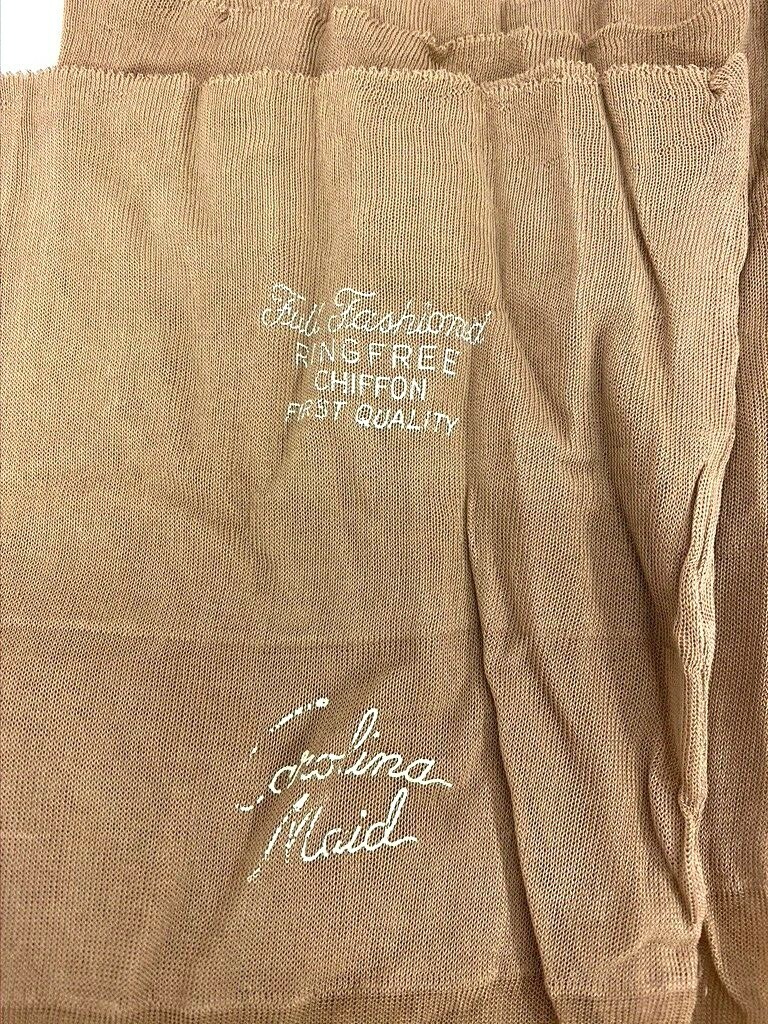 Full Fashioned
RINGFREE
CHIFFON
FIRST QUALITY
Carolina
Maid